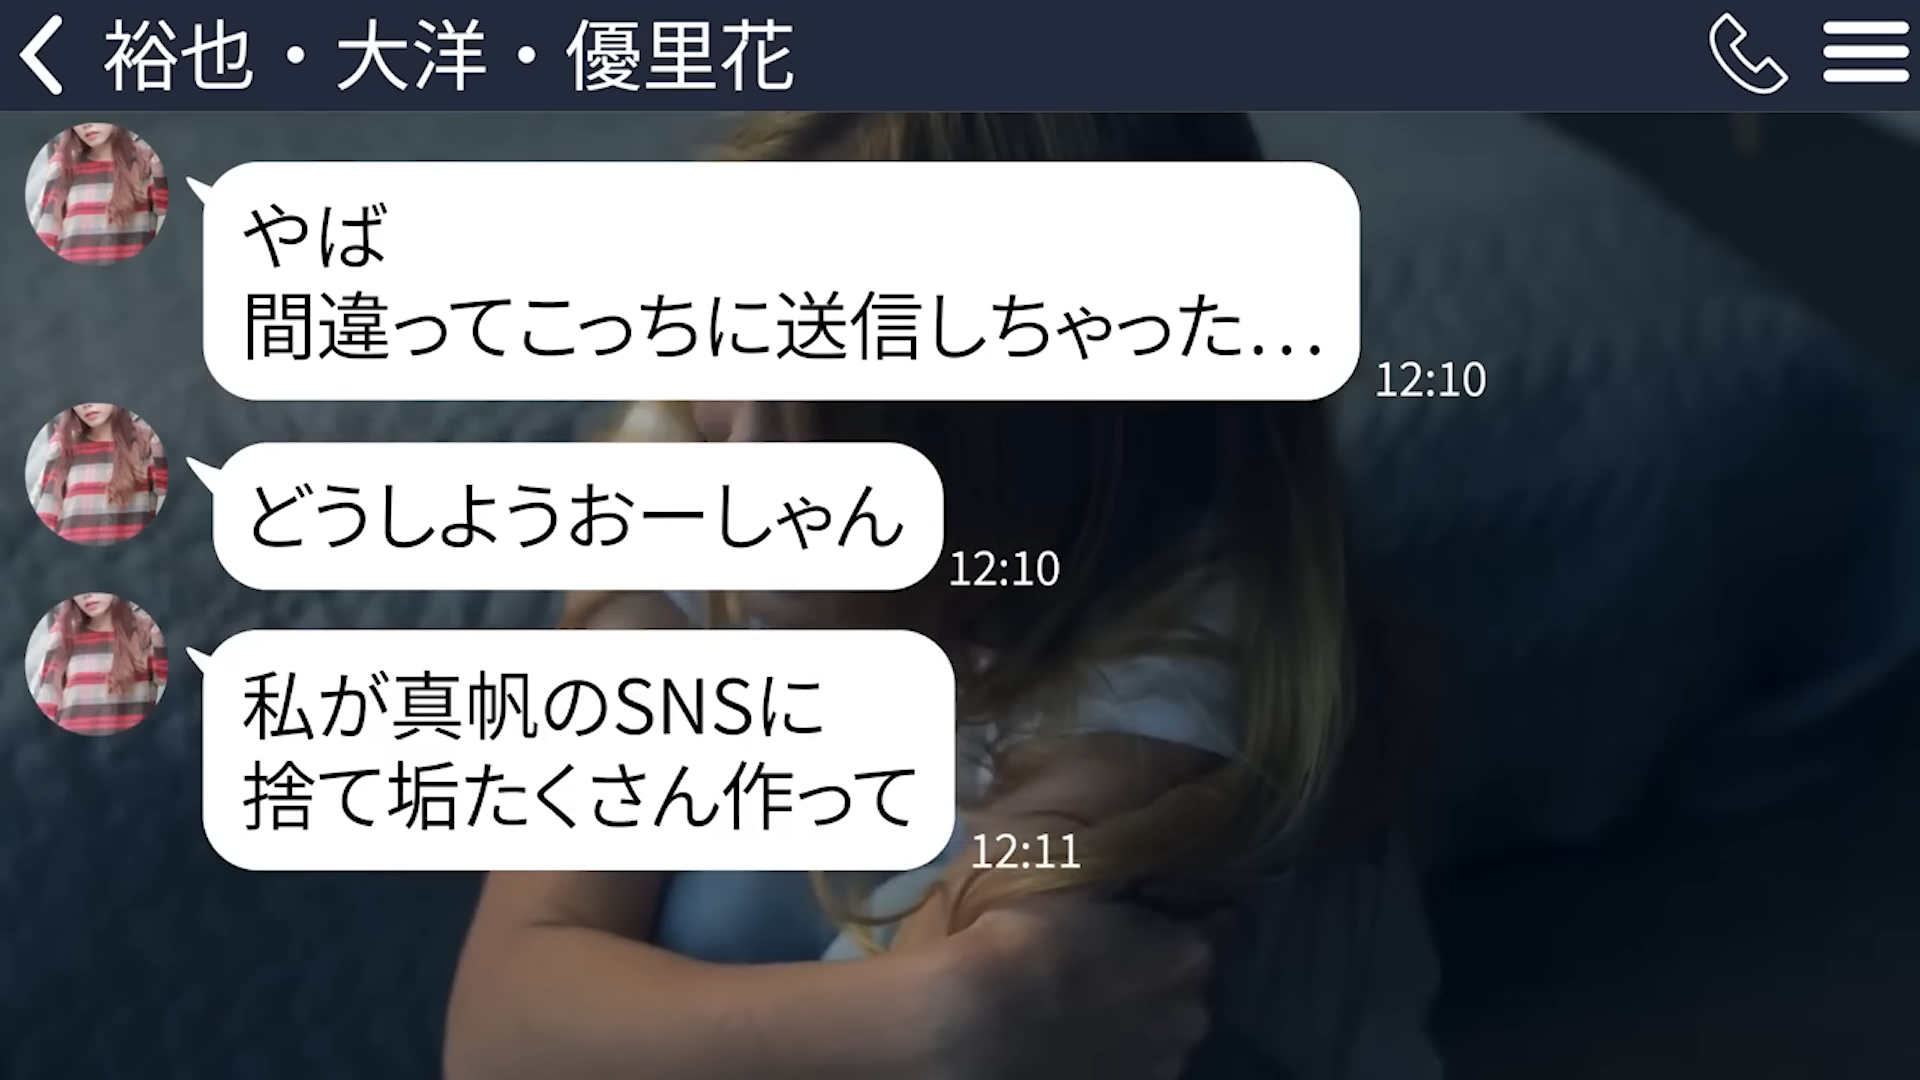 裕也・大洋・優里花
やば
間違ってこっちに送信しちゃった…
12:10
どうしようおーしゃん
12:10
私が真帆のSNSに
捨て垢たくさん作って
12:11